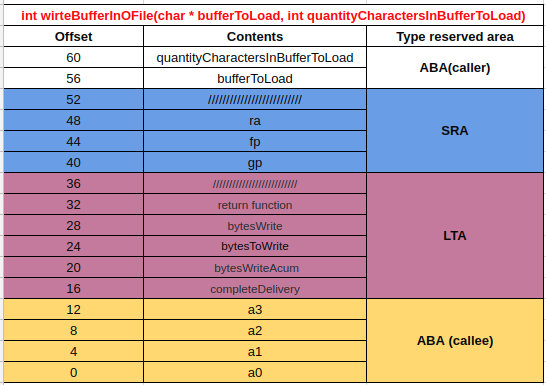 int wirteBufferInOFile(char * bufferToLoad, int quantityCharactersInBufferToLoad)
Offset Contents Type reserved area
60 quantityCharactersInBufferToLoad ABA(caller)
56 bufferToLoad
52 ////////////////////////// SRA
48 ra
44 fp
40 gp
36 ////////////////////////// LTA
32 return function
28 bytesWrite
24 bytesToWrite
20 bytesWriteAcum
16 completeDelivery
12 a3 ABA (callee)
8 a2
4 a1
0 a0